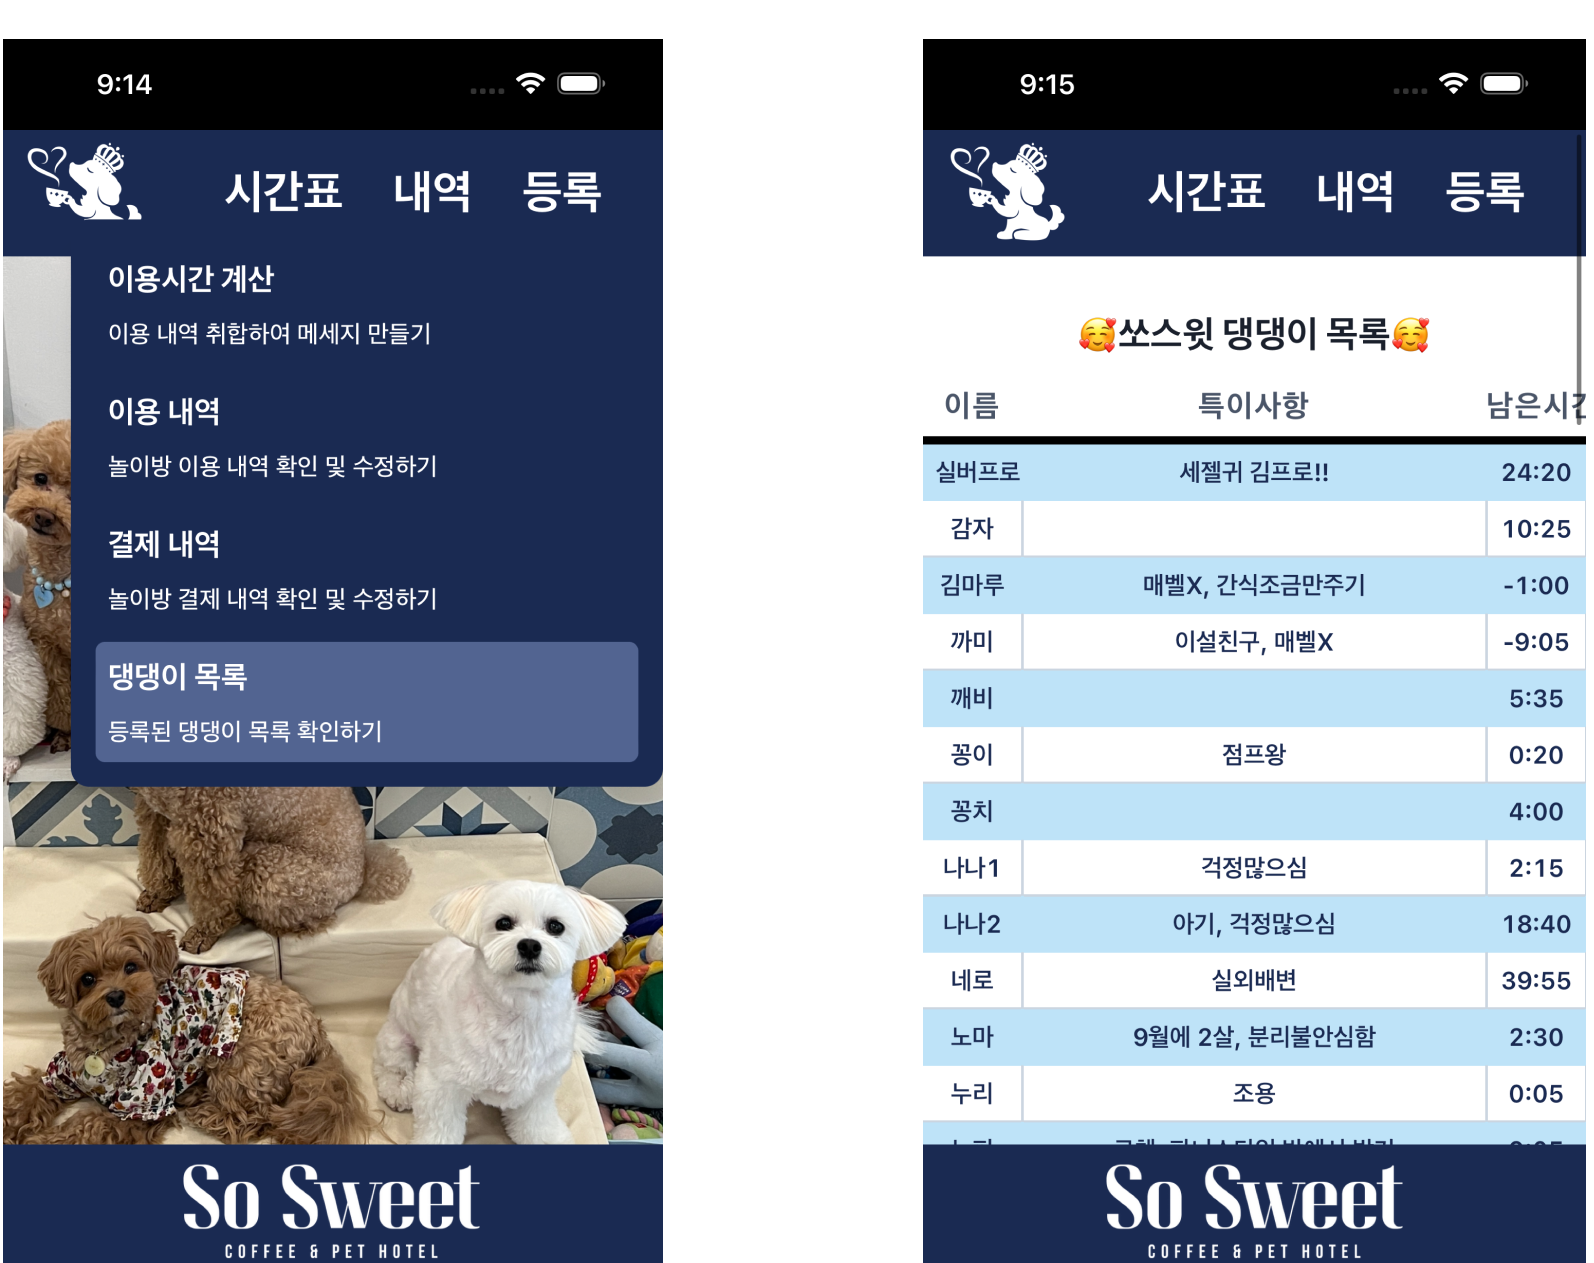 9:14
시간표 내역 등록
이용시간 계산
이용 내역 취합하여 메세지 만들기
이용 내역
놀이방 이용 내역 확인 및 수정하기
결제 내역
놀이방 결제 내역 확인 및 수정하기
댕댕이 목록
등록된 댕댕이 목록 확인하기
So Sweet
COFFEE & PET HOTEL
9:15
시간표 내역 등록
🥰쏘스윗 댕댕이 목록🥰
이름 특이사항 남은시간
실버프로 세젤귀 김프로!! 24:20
감자 10:25
김마루 매벨X, 간식조금만주기 -1:00
까미 이설친구, 매벨X -9:05
깨비 5:35
꽁이 점프왕 0:20
꽁치 4:00
나나1 걱정많으심 2:15
나나2 아기, 걱정많으심 18:40
네로 실외배변 39:55
노마 9월에 2살, 분리불안심함 2:30
누리 조용 0:05
So Sweet
COFFEE & PET HOTEL